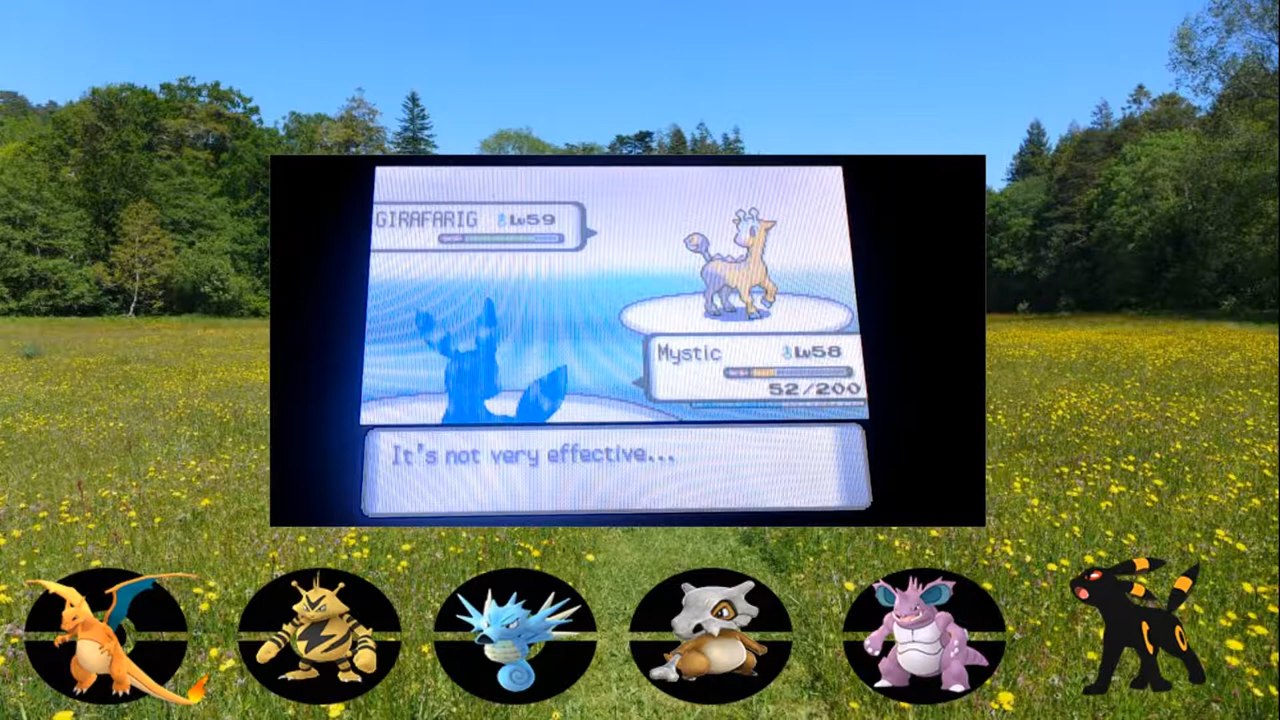 GIRAFARIG ♂Lv59
Mystic ♂Lv58
52/200
It's not very effective...